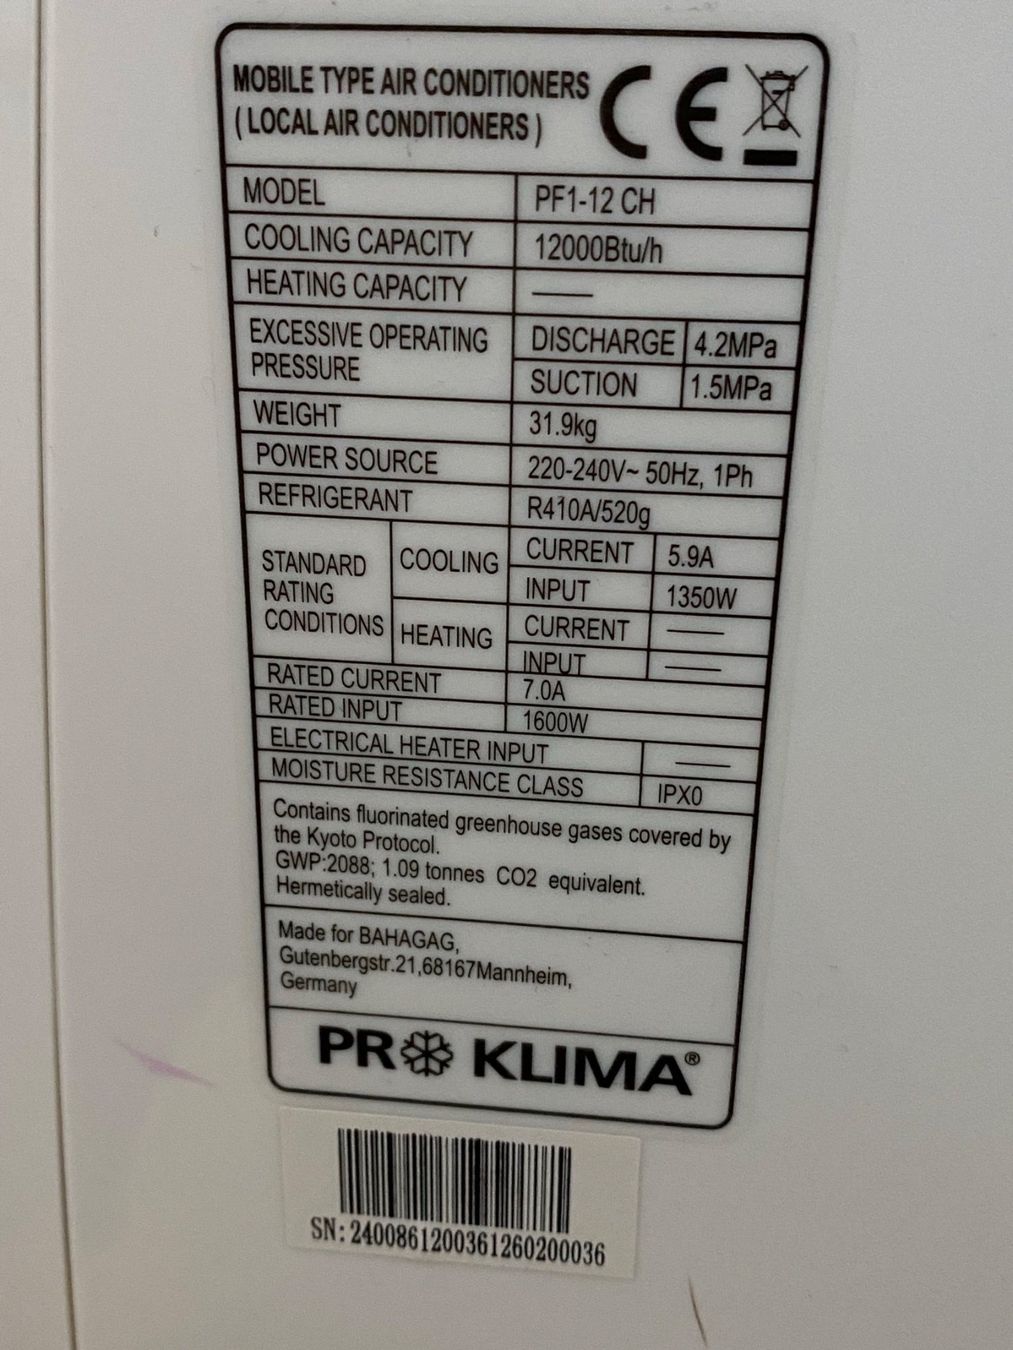 MOBILE TYPE AIR CONDITIONERS
( LOCAL AIR CONDITIONERS )
CE
MODEL PF1-12 CH
COOLING CAPACITY 12000Btu/h
HEATING CAPACITY ——
EXCESSIVE OPERATING PRESSURE DISCHARGE 4.2MPa
SUCTION 1.5MPa
WEIGHT 31.9kg
POWER SOURCE 220-240V~ 50Hz, 1Ph
REFRIGERANT R410A/520g
STANDARD RATING CONDITIONS COOLING CURRENT 5.9A
INPUT 1350W
HEATING CURRENT ——
INPUT ——
RATED CURRENT 7.0A
RATED INPUT 1600W
ELECTRICAL HEATER INPUT ——
MOISTURE RESISTANCE CLASS IPX0
Contains fluorinated greenhouse gases covered by
the Kyoto Protocol.
GWP:2088; 1.09 tonnes CO2 equivalent.
Hermetically sealed.
Made for BAHAGAG,
Gutenbergstr.21,68167Mannheim,
Germany
PRO KLIMA®
SN: 2400861200361260200036